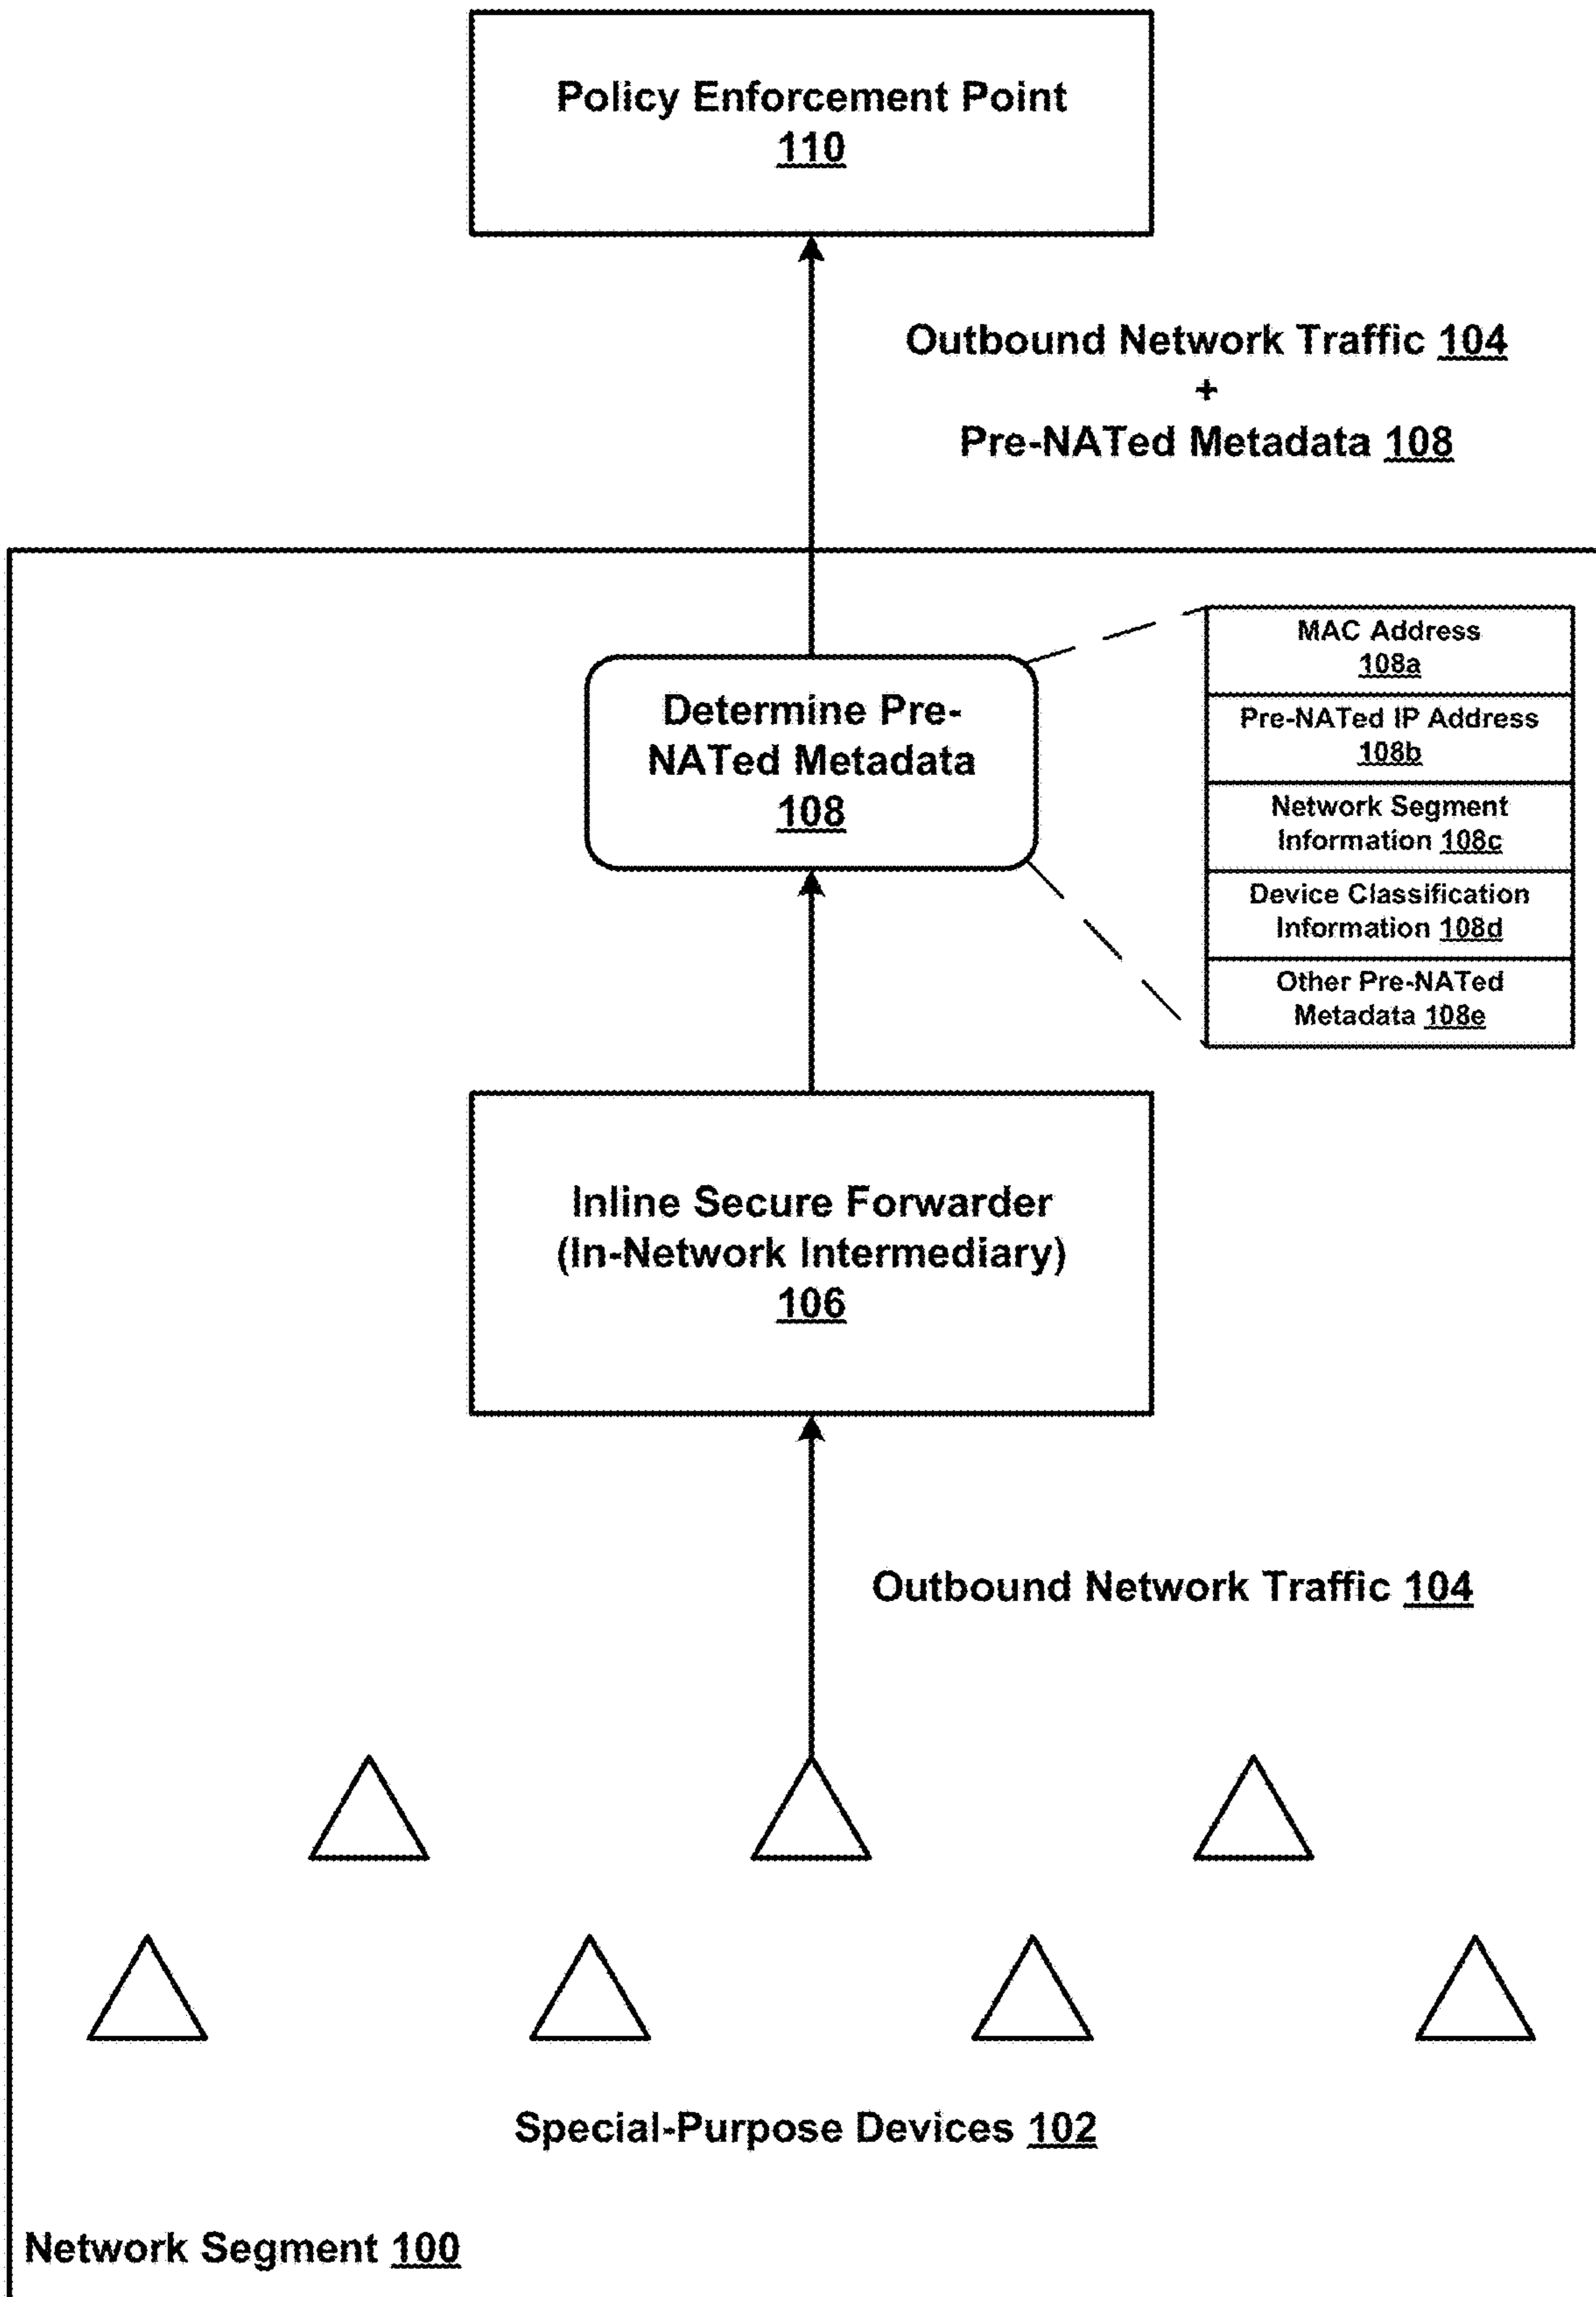 Policy Enforcement Point
110
Outbound Network Traffic 104
+
Pre-NATed Metadata 108
MAC Address
108a
Pre-NATed IP Address
108b
Network Segment
Information 108c
Device Classification
Information 108d
Other Pre-NATed
Metadata 108e
Determine Pre-
NATed Metadata
108
Inline Secure Forwarder
(In-Network Intermediary)
106
Outbound Network Traffic 104
Special-Purpose Devices 102
Network Segment 100